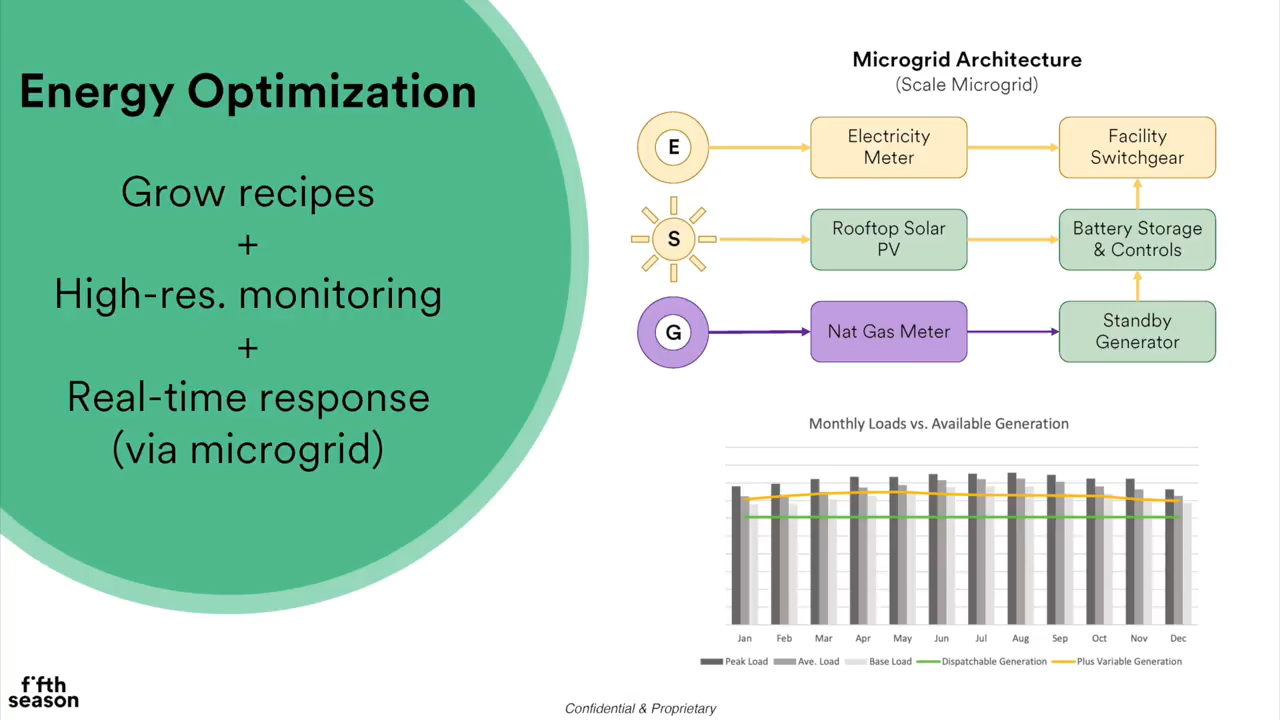 Energy Optimization
Grow recipes
+
High-res. monitoring
+
Real-time response
(via microgrid)
Microgrid Architecture
(Scale Microgrid)
E
Electricity
Meter
Facility
Switchgear
S
Rooftop Solar
PV
Battery Storage
& Controls
G
Nat Gas Meter
Standby
Generator
Monthly Loads vs. Available Generation
Jan Feb Mar Apr May Jun Jul Aug Sep Oct Nov Dec
Peak Load Ave. Load Base Load Dispatchable Generation Plus Variable Generation
fifth
season
Confidential & Proprietary